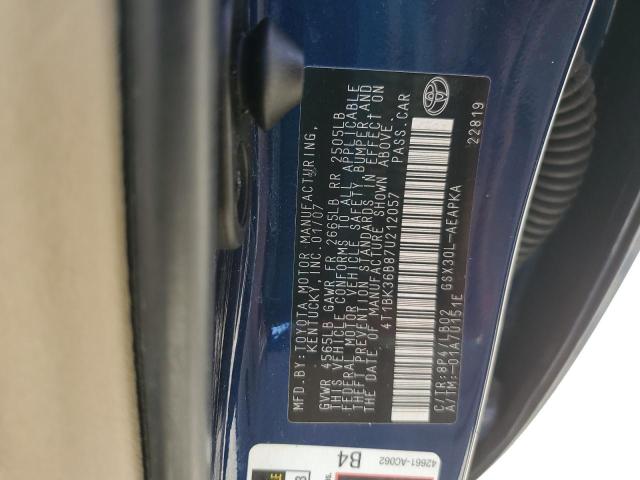 MFD.BY: TOYOTA MOTOR MANUFACTURING,
KENTUCKY, INC. 01/07
GVWR 4565LB GAWR FR 2665LB RR 2505LB
THIS VEHICLE CONFORMS TO ALL APPLICABLE
FEDERAL MOTOR VEHICLE SAFETY, BUMPER, AND
THEFT PREVENTION STANDARDS IN EFFECT ON
THE DATE OF MANUFACTURE SHOWN ABOVE.
4T1BK36B87U212057 PASS.CAR
C/TR:8P4/LB02 GSX30L-AEAPKA
A/TM:-01A/U151E
22819
42661-AC062
B4